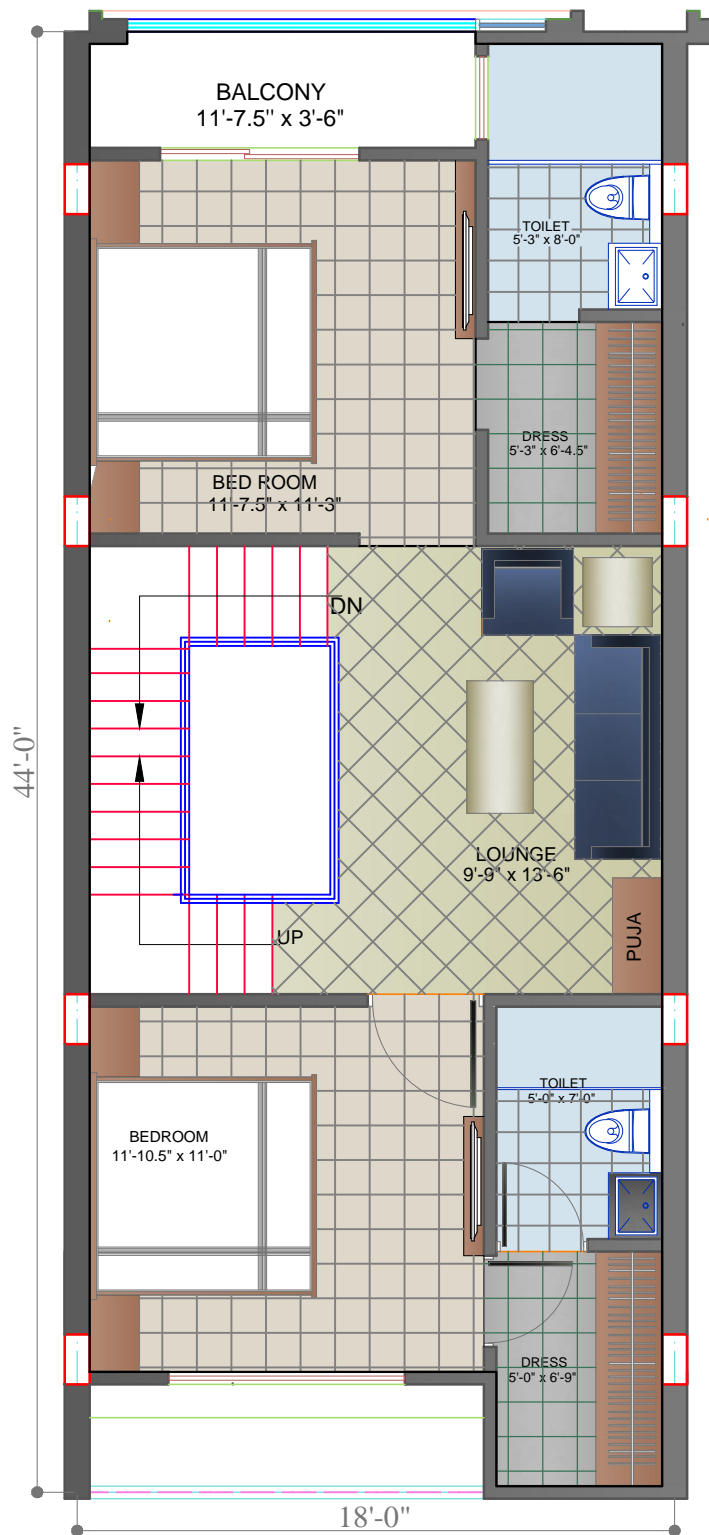 BALCONY
11'-7.5'' x 3'-6"
TOILET
5'-3" x 8'-0"
DRESS
5'-3" x 6'-4.5"
BED ROOM
11'-7.5" x 11'-3"
DN
44'-0"
LOUNGE
9'-9" x 13'-6"
PUJA
UP
TOILET
5'-0" x 7'-0"
BEDROOM
11'-10.5" x 11'-0"
DRESS
5'-0" x 6'-9"
18'-0"